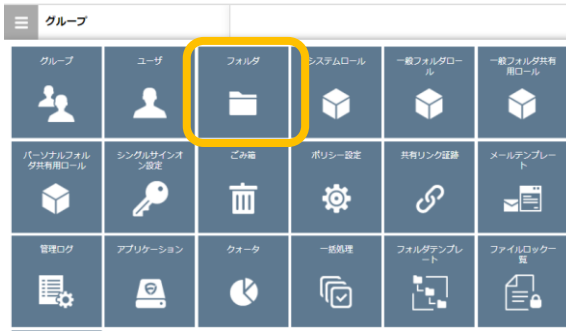 グループ
グループ
ユーザ
フォルダ
システムロール
一般フォルダロー
ル
一般フォルダ共有
用ロール
パーソナルフォル
ダ共有用ロール
シングルサインオ
ン設定
ごみ箱
ポリシー設定
共有リンク証跡
メールテンプレー
ト
管理ログ
アプリケーション
クォータ
一括処理
フォルダテンプレ
ート
ファイルロック一
覧